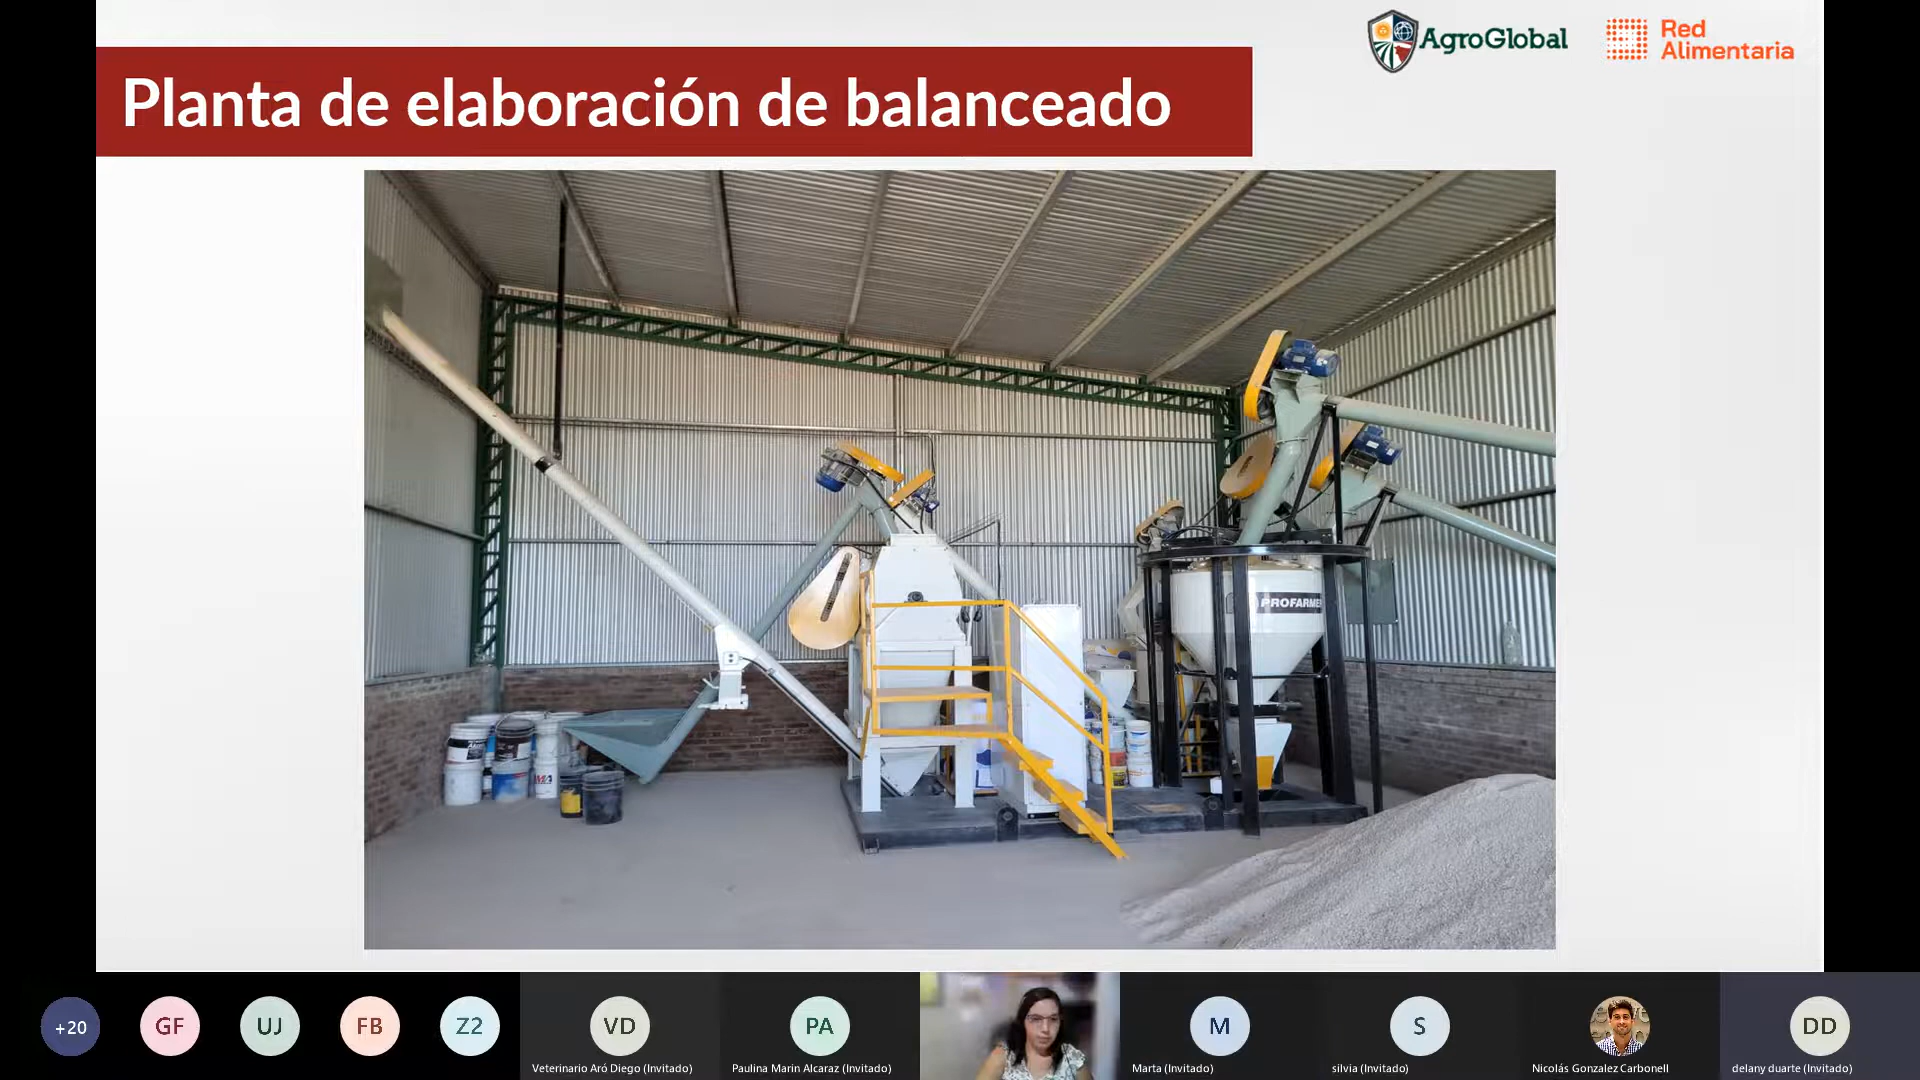 AgroGlobal
Red
Alimentaria
Planta de elaboración de balanceado
PROFARME
+20
GF
UJ
FB
Z2
VD
PA
M
S
DD
Veterinario Aró Diego (Invitado)
Paulina Marin Alcaraz (Invitado)
Marta (Invitado)
silvia (Invitado)
Nicolás Gonzalez Carbonell
delany duarte (Invitado)